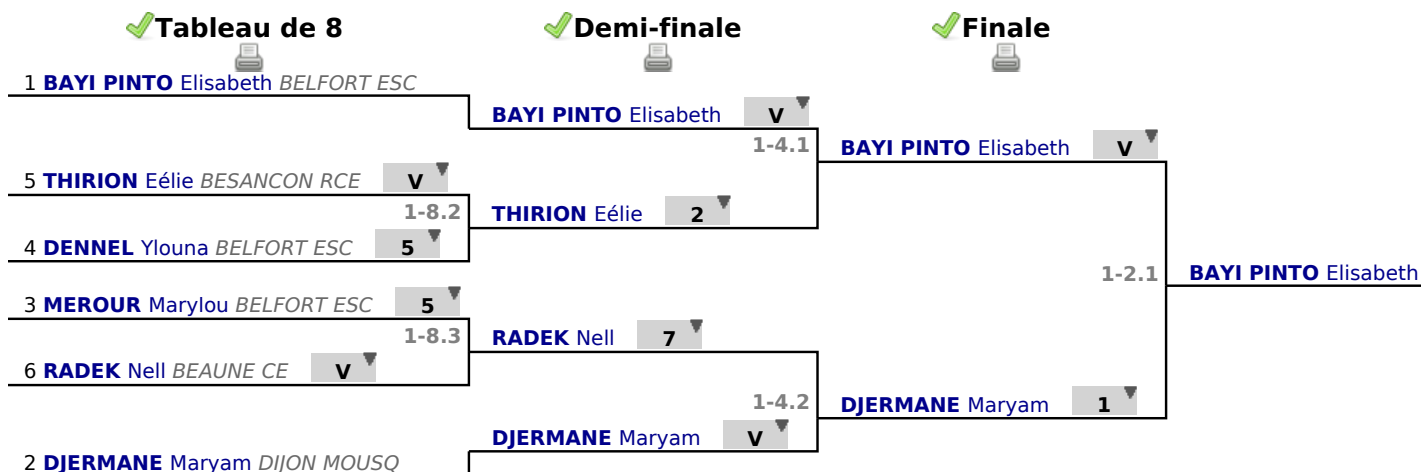 Tableau de 8
Demi-finale
Finale
1 BAYI PINTO Elisabeth BELFORT ESC
BAYI PINTO Elisabeth V
1-4.1
BAYI PINTO Elisabeth V
5 THIRION Eélie BESANCON RCE V
1-8.2
THIRION Eélie 2
4 DENNEL Ylouna BELFORT ESC 5
1-2.1
BAYI PINTO Elisabeth
3 MEROUR Marylou BELFORT ESC 5
1-8.3
RADEK Nell 7
6 RADEK Nell BEAUNE CE V
1-4.2
DJERMANE Maryam 1
DJERMANE Maryam V
2 DJERMANE Maryam DIJON MOUSQ